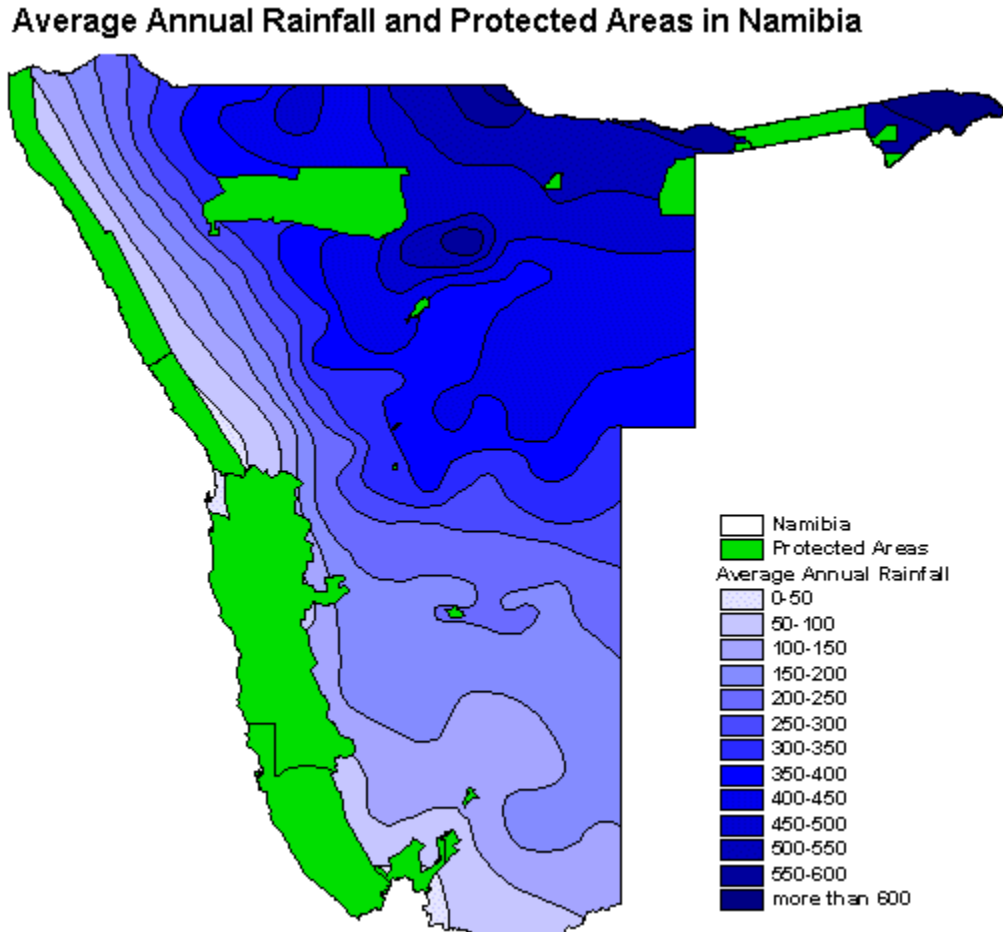 Average Annual Rainfall and Protected Areas in Namibia
Namibia
Protected Areas
Average Annual Rainfall
0-50
50-100
100-150
150-200
200-250
250-300
300-350
350-400
400-450
450-500
500-550
550-600
more than 600